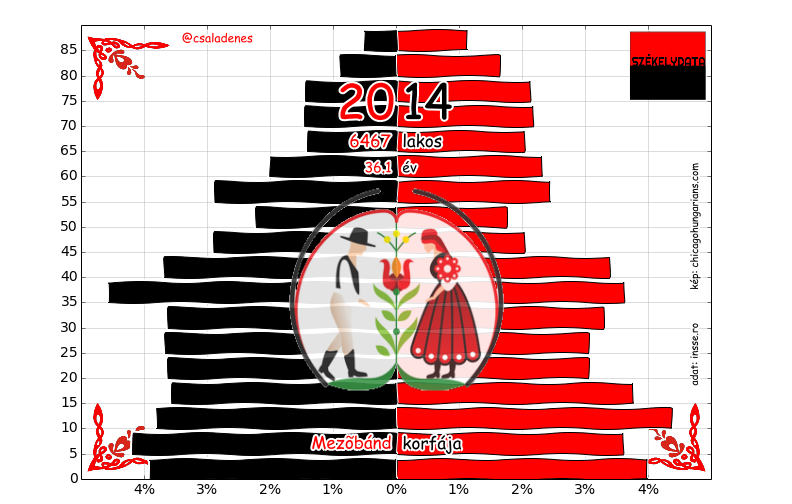 @csaladenes
SZÉKELYDATA
2014
6467 lakos
36.1 év
Mezõbánd korfája
kép: chicagohungarians.com
adat: insse.ro
85
80
75
70
65
60
55
50
45
40
35
30
25
20
15
10
5
0
4% 3% 2% 1% 0% 1% 2% 3% 4%